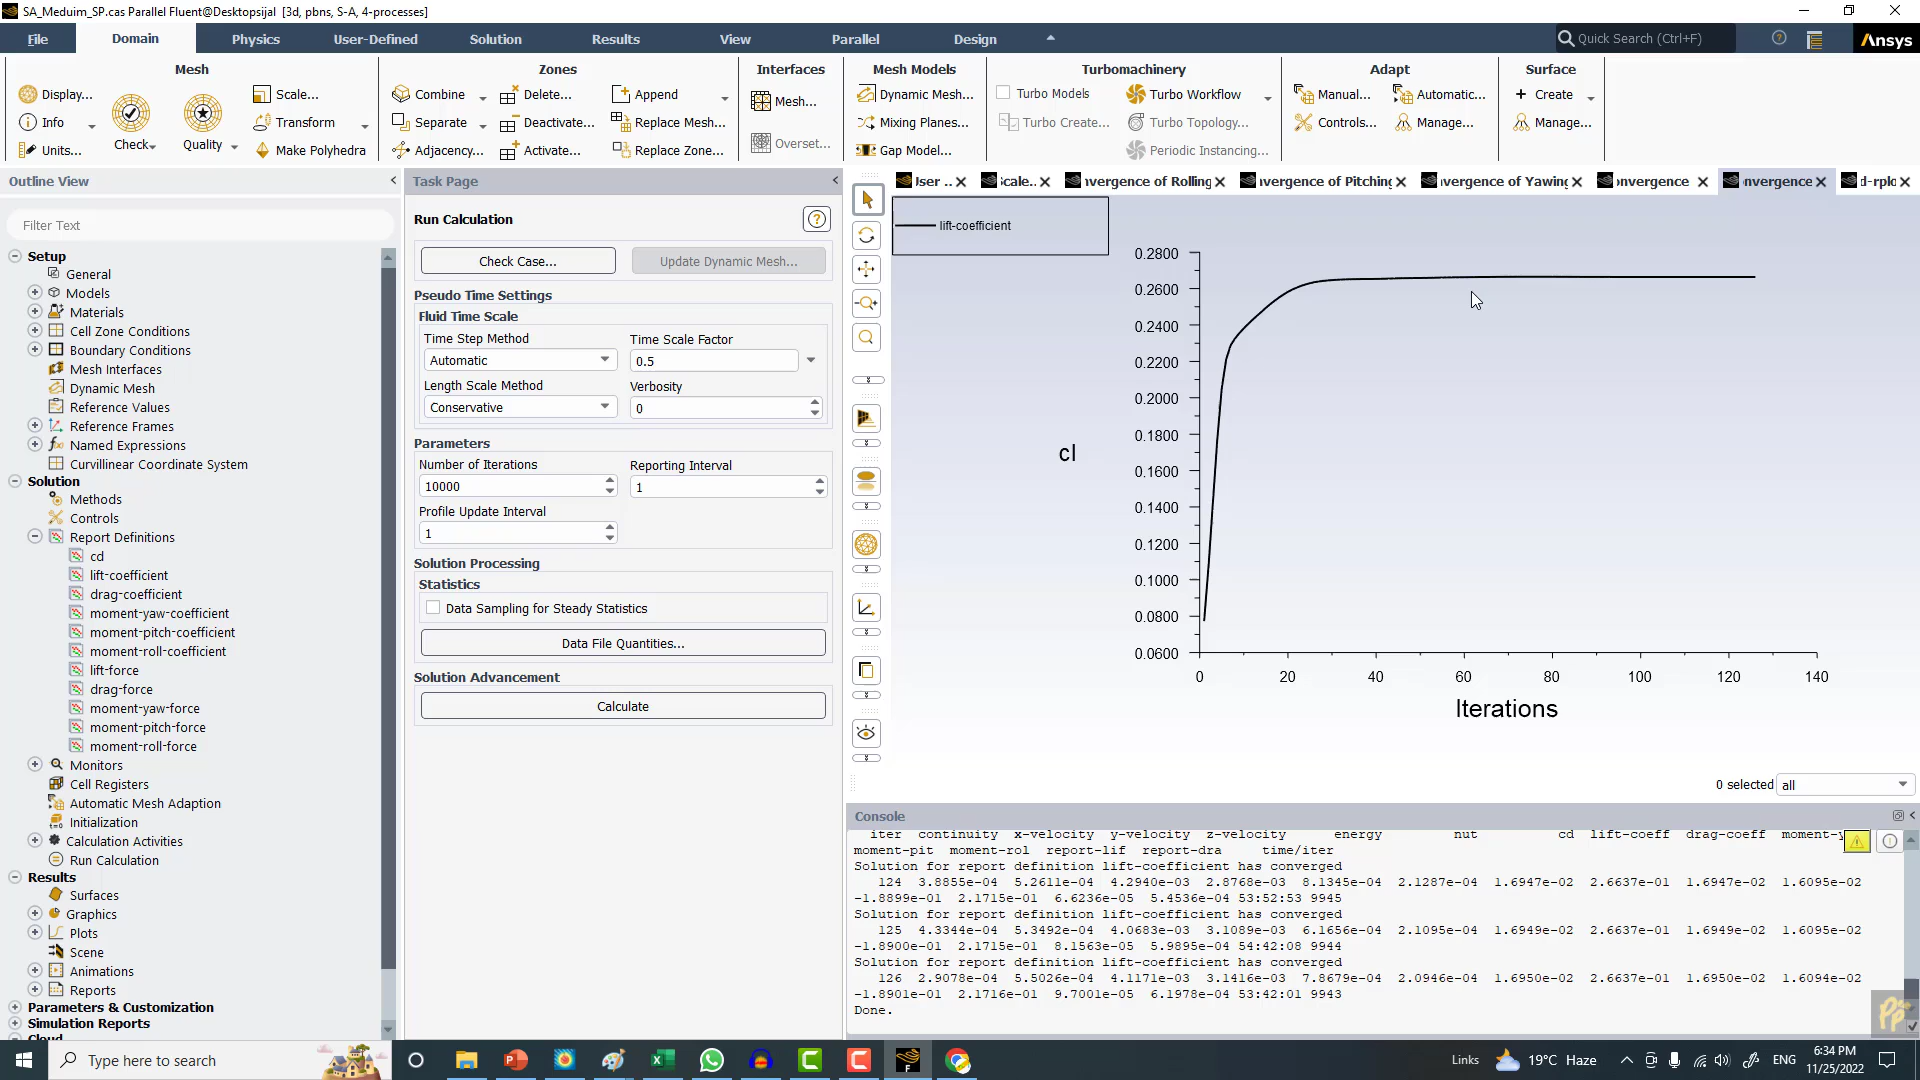 SA_Meduim_SP.cas Parallel Fluent@Desktopsijal [3d, pbns, S-A, 4-processes]
File Domain Physics User-Defined Solution Results View Parallel Design Quick Search (Ctrl+F) Ansys
Mesh Zones Interfaces Mesh Models Turbomachinery Adapt Surface
Display... Scale... Combine Delete... Append Mesh... Dynamic Mesh... Turbo Models Turbo Workflow Manual... Automatic... Create
Info Transform Separate Deactivate... Replace Mesh... Mixing Planes... Turbo Create... Turbo Topology... Controls... Manage... Manage...
Units... Check Quality Make Polyhedra Adjacency... Activate... Replace Zone... Overset... Gap Model... Periodic Instancing...
Outline View
Filter Text
Setup
General
Models
Materials
Cell Zone Conditions
Boundary Conditions
Mesh Interfaces
Dynamic Mesh
Reference Values
Reference Frames
Named Expressions
Curvillinear Coordinate System
Solution
Methods
Controls
Report Definitions
cd
lift-coefficient
drag-coefficient
moment-yaw-coefficient
moment-pitch-coefficient
moment-roll-coefficient
lift-force
drag-force
moment-yaw-force
moment-pitch-force
moment-roll-force
Monitors
Cell Registers
Automatic Mesh Adaption
Initialization
Calculation Activities
Run Calculation
Results
Surfaces
Graphics
Plots
Scene
Animations
Reports
Parameters & Customization
Simulation Reports
Task Page
Run Calculation
Check Case... Update Dynamic Mesh...
Pseudo Time Settings
Fluid Time Scale
Time Step Method Time Scale Factor
Automatic 0.5
Length Scale Method Verbosity
Conservative 0
Parameters
Number of Iterations Reporting Interval
10000 1
Profile Update Interval
1
Solution Processing
Statistics
Data Sampling for Steady Statistics
Data File Quantities...
Solution Advancement
Calculate
User .. Scale.. nvergence of Rolling nvergence of Pitching nvergence of Yawing onvergence nvergence d-rplo
lift-coefficient
0.2800
0.2600
0.2400
0.2200
0.2000
0.1800
cl
0.1600
0.1400
0.1200
0.1000
0.0800
0.0600
0 20 40 60 80 100 120 140
Iterations
0 selected all
Console
iter continuity x-velocity y-velocity z-velocity energy nut cd lift-coeff drag-coeff moment-y
moment-pit moment-rol report-lif report-dra time/iter
Solution for report definition lift-coefficient has converged
124 3.8855e-04 5.2611e-04 4.2940e-03 2.8768e-03 8.1345e-04 2.1287e-04 1.6947e-02 2.6637e-01 1.6947e-02 1.6095e-02
-1.8899e-01 2.1715e-01 6.6236e-05 5.4536e-04 53:52:53 9945
Solution for report definition lift-coefficient has converged
125 4.3344e-04 5.3492e-04 4.0683e-03 3.1089e-03 6.1656e-04 2.1095e-04 1.6949e-02 2.6637e-01 1.6949e-02 1.6095e-02
-1.8900e-01 2.1715e-01 8.1563e-05 5.9895e-04 54:42:08 9944
Solution for report definition lift-coefficient has converged
126 2.9078e-04 5.5026e-04 4.1171e-03 3.1416e-03 7.8679e-04 2.0946e-04 1.6950e-02 2.6637e-01 1.6950e-02 1.6094e-02
-1.8901e-01 2.1716e-01 9.7001e-05 6.1978e-04 53:42:01 9943
Done.
Type here to search Links 19°C Haze ENG 6:34 PM
11/25/2022